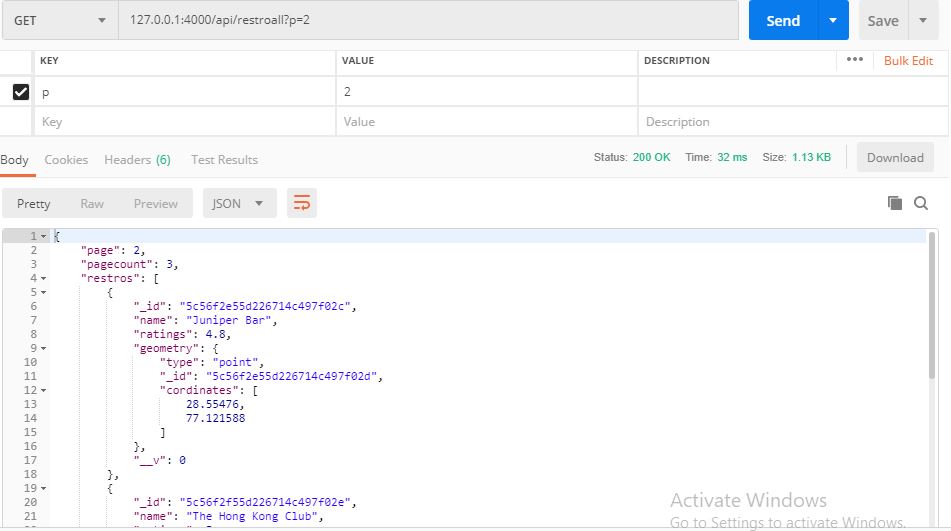 GET 127.0.0.1:4000/api/restroall?p=2 Send Save
KEY VALUE DESCRIPTION ••• Bulk Edit
p 2
Key Value Description
Body Cookies Headers (6) Test Results Status: 200 OK Time: 32 ms Size: 1.13 KB Download
Pretty Raw Preview JSON
1 {
2 "page": 2,
3 "pagecount": 3,
4 "restros": [
5 {
6 "_id": "5c56f2e55d226714c497f02c",
7 "name": "Juniper Bar",
8 "ratings": 4.8,
9 "geometry": {
10 "type": "point",
11 "_id": "5c56f2e55d226714c497f02d",
12 "cordinates": [
13 28.55476,
14 77.121588
15 ]
16 },
17 "__v": 0
18 },
19 {
20 "_id": "5c56f2f55d226714c497f02e",
21 "name": "The Hong Kong Club",
Activate Windows
Go to Settings to activate Windows.